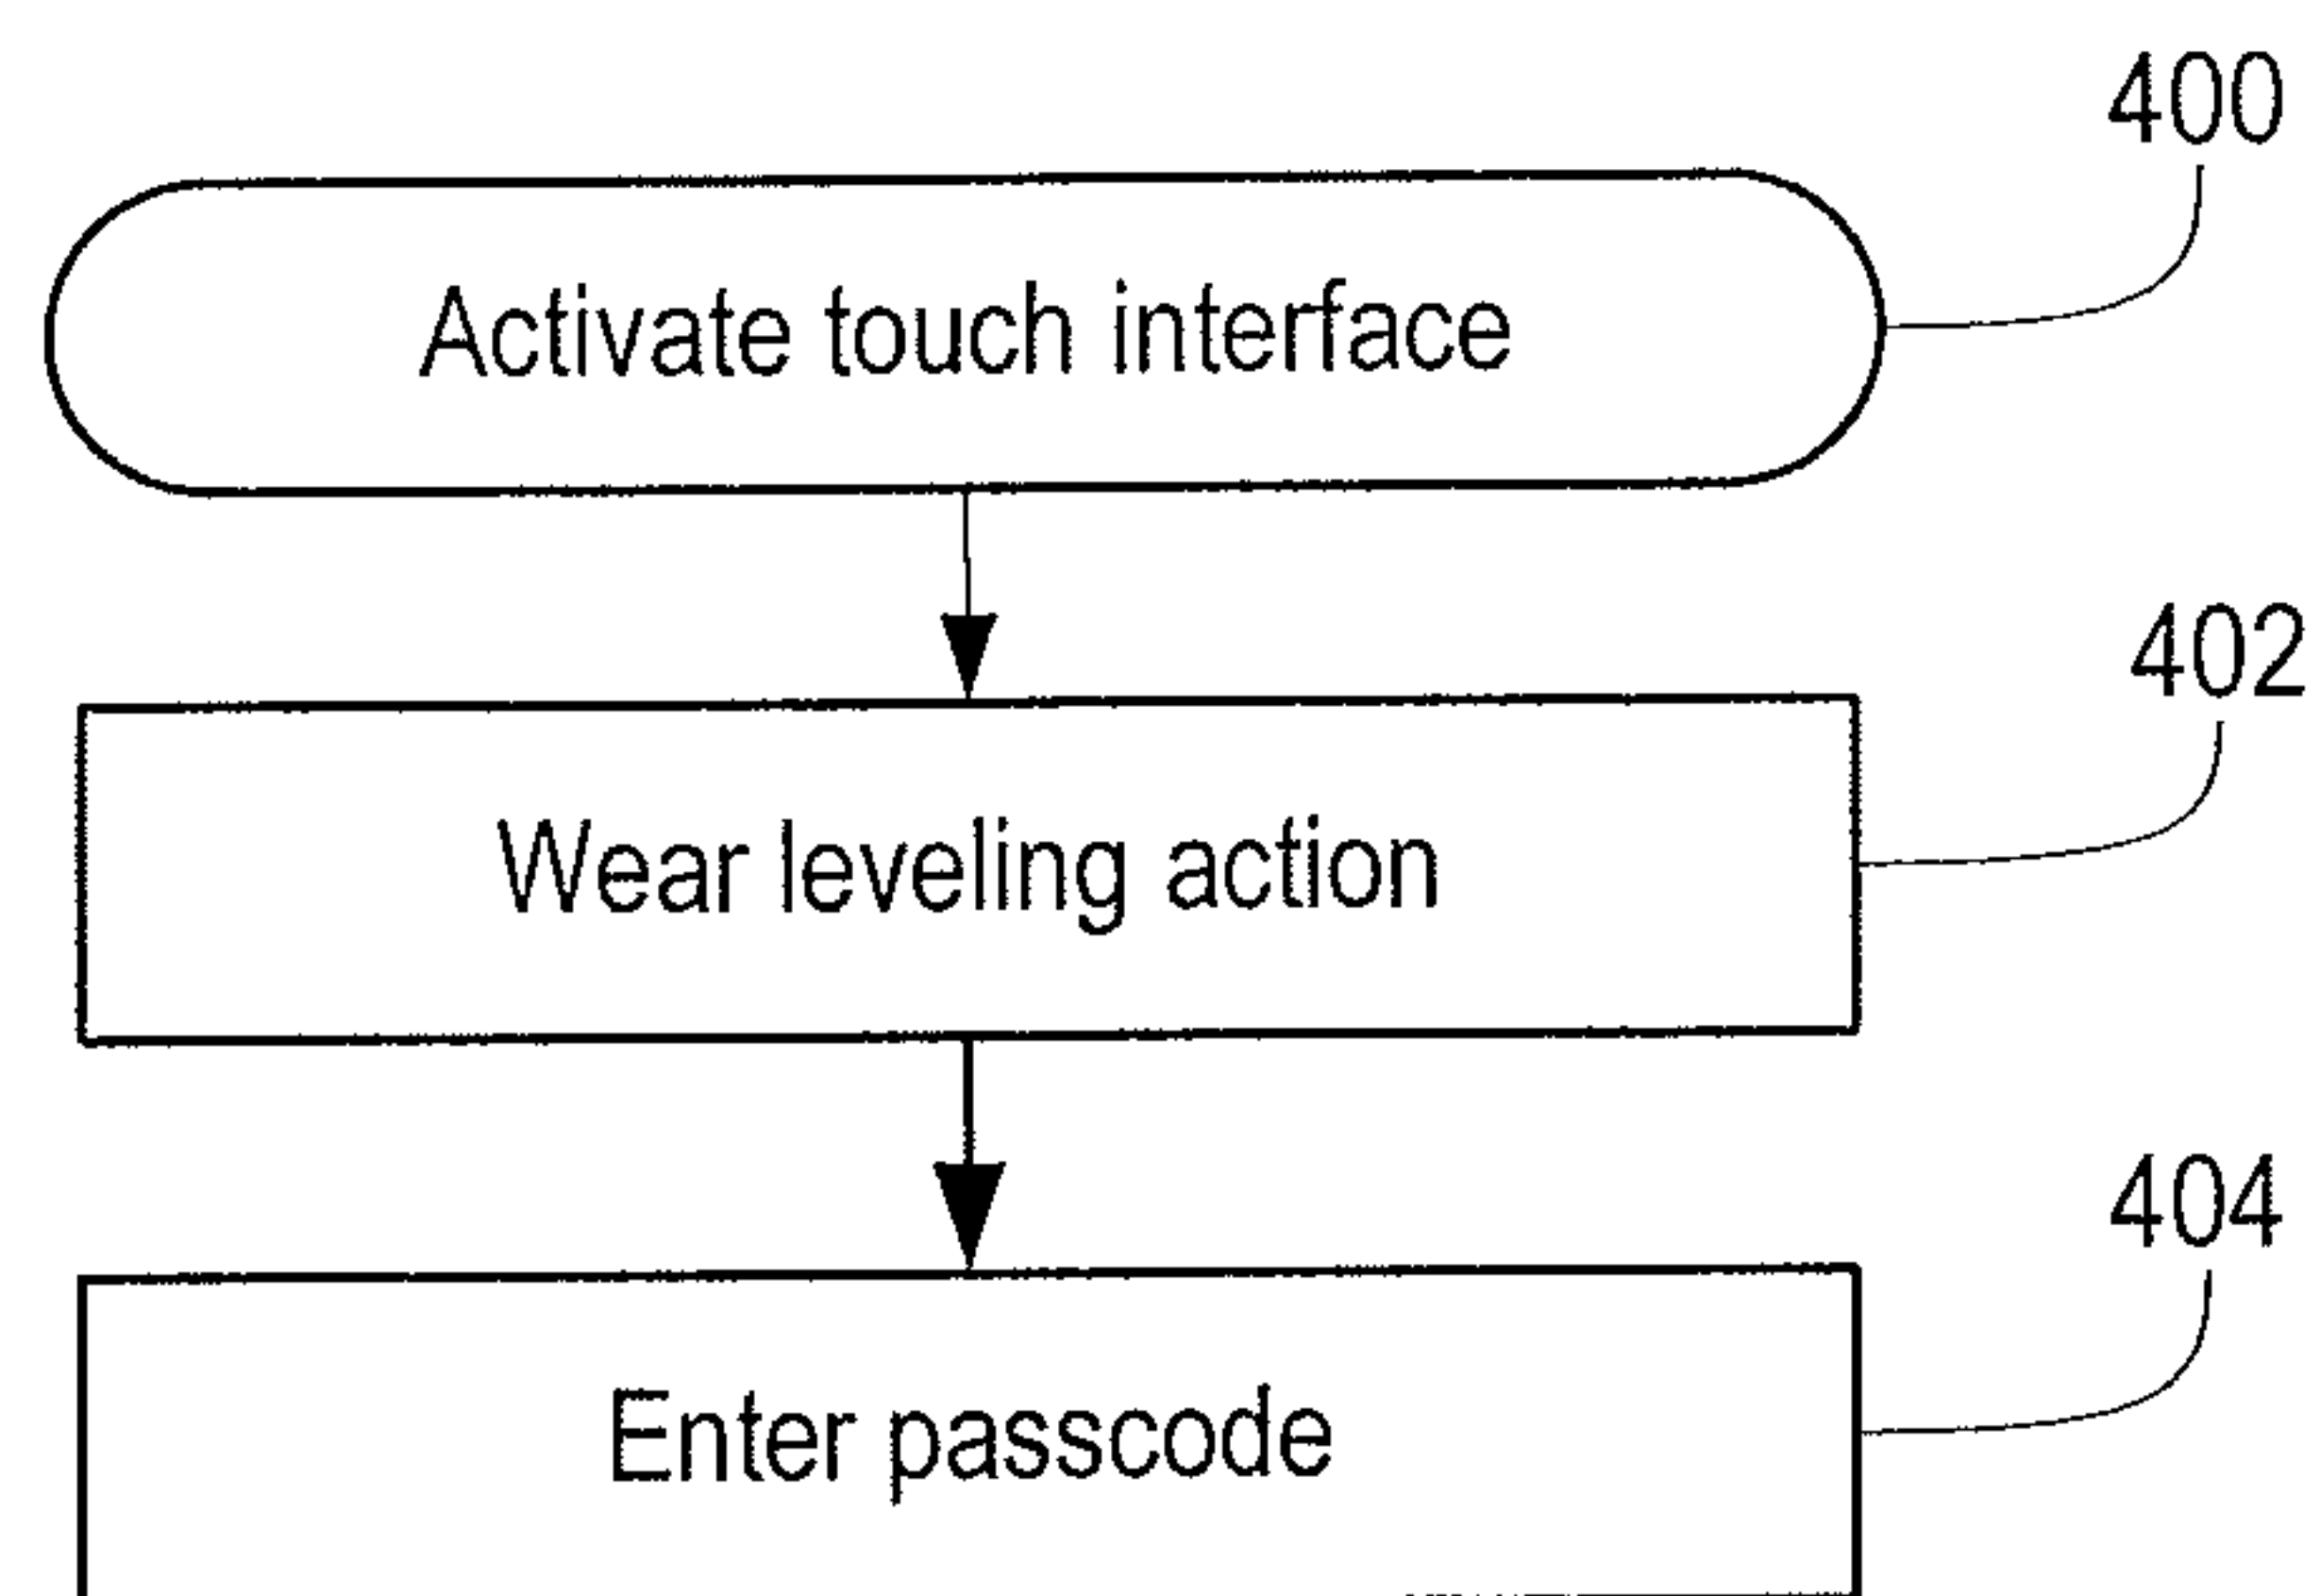 400
Activate touch interface
402
Wear leveling action
404
Enter passcode